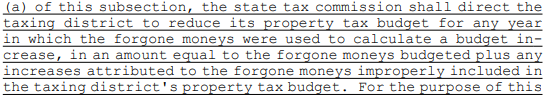 (a) of this subsection, the state tax commission shall direct the
taxing district to reduce its property tax budget for any year
in which the forgone moneys were used to calculate a budget in-
crease, in an amount equal to the forgone moneys budgeted plus any
increases attributed to the forgone moneys improperly included in
the taxing district's property tax budget. For the purpose of this